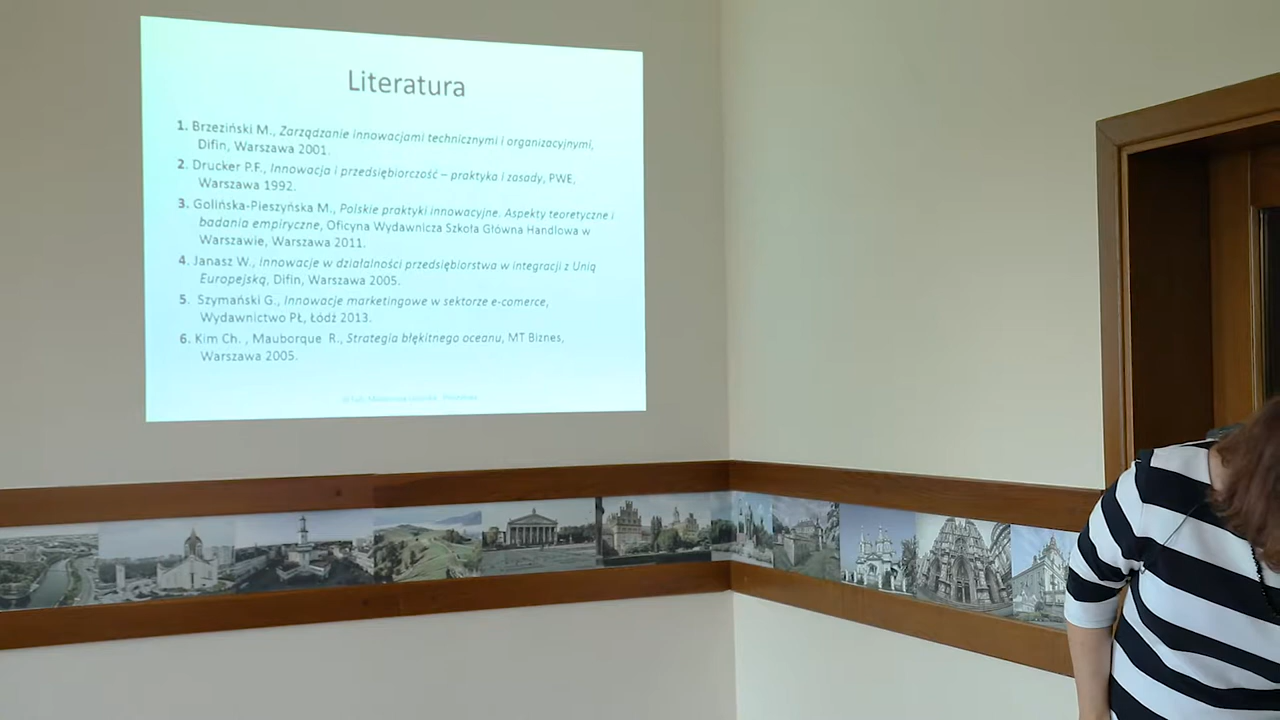 Literatura
1. Brzeziński M., Zarządzanie innowacjami technicznymi i organizacyjnymi,
Difin, Warszawa 2001.
2. Drucker P.F., Innowacja i przedsiębiorczość – praktyka i zasady, PWE,
Warszawa 1992.
3. Golińska-Pieszyńska M., Polskie praktyki innowacyjne. Aspekty teoretyczne i
badania empiryczne, Oficyna Wydawnicza Szkoła Główna Handlowa w
Warszawie, Warszawa 2011.
4. Janasz W., Innowacje w działalności przedsiębiorstwa w integracji z Unią
Europejską, Difin, Warszawa 2005.
5. Szymański G., Innowacje marketingowe w sektorze e-comerce,
Wydawnictwo PŁ, Łódź 2013.
6. Kim Ch. , Mauborque R., Strategia błękitnego oceanu, MT Biznes,
Warszawa 2005.